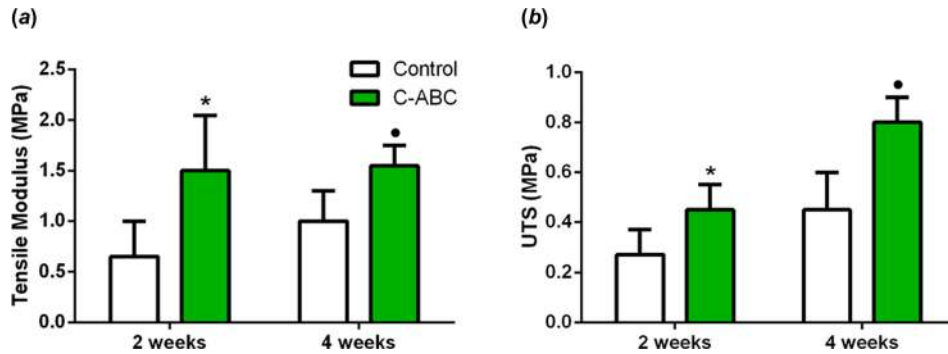 (a)
Tensile Modulus (MPa)
2.5
2.0
1.5
1.0
0.5
0.0
Control
C-ABC
*
•
2 weeks
4 weeks
(b)
UTS (MPa)
1.0
0.8
0.6
0.4
0.2
0.0
*
•
2 weeks
4 weeks